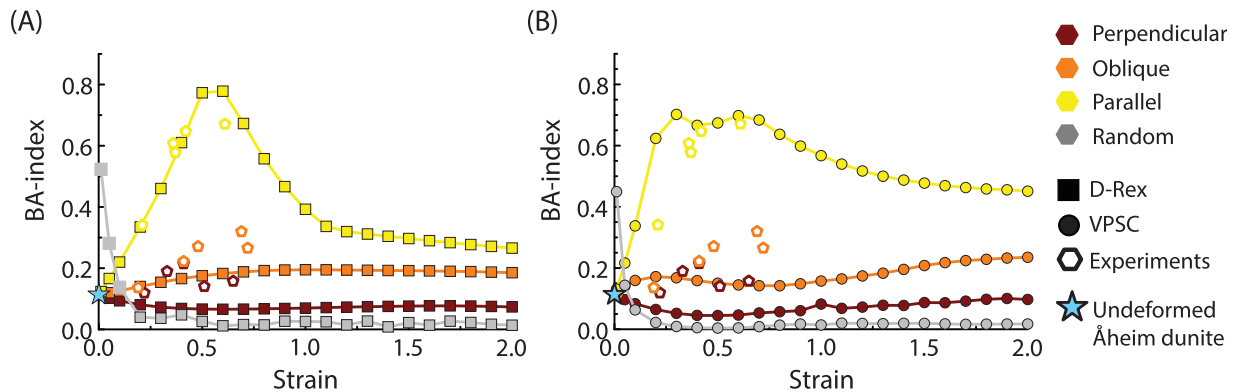 (A)
(B)
BA-index
0.8
0.6
0.4
0.2
0.0
0.0 0.5 1.0 1.5 2.0
Strain
BA-index
0.8
0.6
0.4
0.2
0.0
0.0 0.5 1.0 1.5 2.0
Strain
Perpendicular
Oblique
Parallel
Random
D-Rex
VPSC
Experiments
Undeformed
Åheim dunite